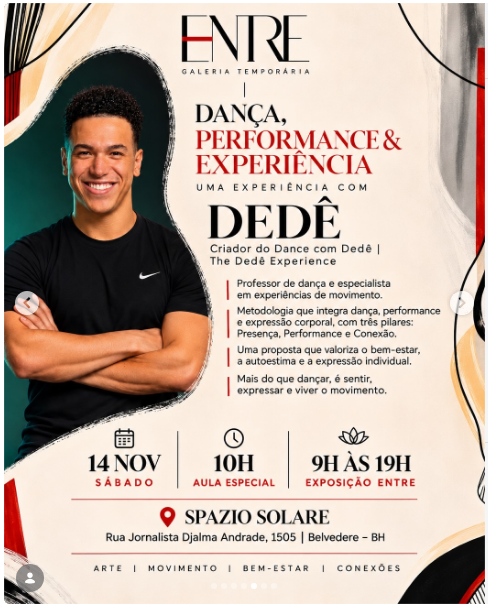 ENTRE
GALERIA TEMPORÁRIA
DANÇA,
PERFORMANCE &
EXPERIÊNCIA
UMA EXPERIÊNCIA COM
DEDÊ
Criador do Dance com Dedê |
The Dedê Experience
Professor de dança e especialista
em experiências de movimento.
Metodologia que integra dança, performance
e expressão corporal, com três pilares:
Presença, Performance e Conexão.
Uma proposta que valoriza o bem-estar,
a autoestima e a expressão individual.
Mais do que dançar, é sentir,
expressar e viver o movimento.
14 NOV
SÁBADO
10H
AULA ESPECIAL
9H ÀS 19H
EXPOSIÇÃO ENTRE
SPAZIO SOLARE
Rua Jornalista Djalma Andrade, 1505 | Belvedere – BH
ARTE | MOVIMENTO | BEM-ESTAR | CONEXÕES